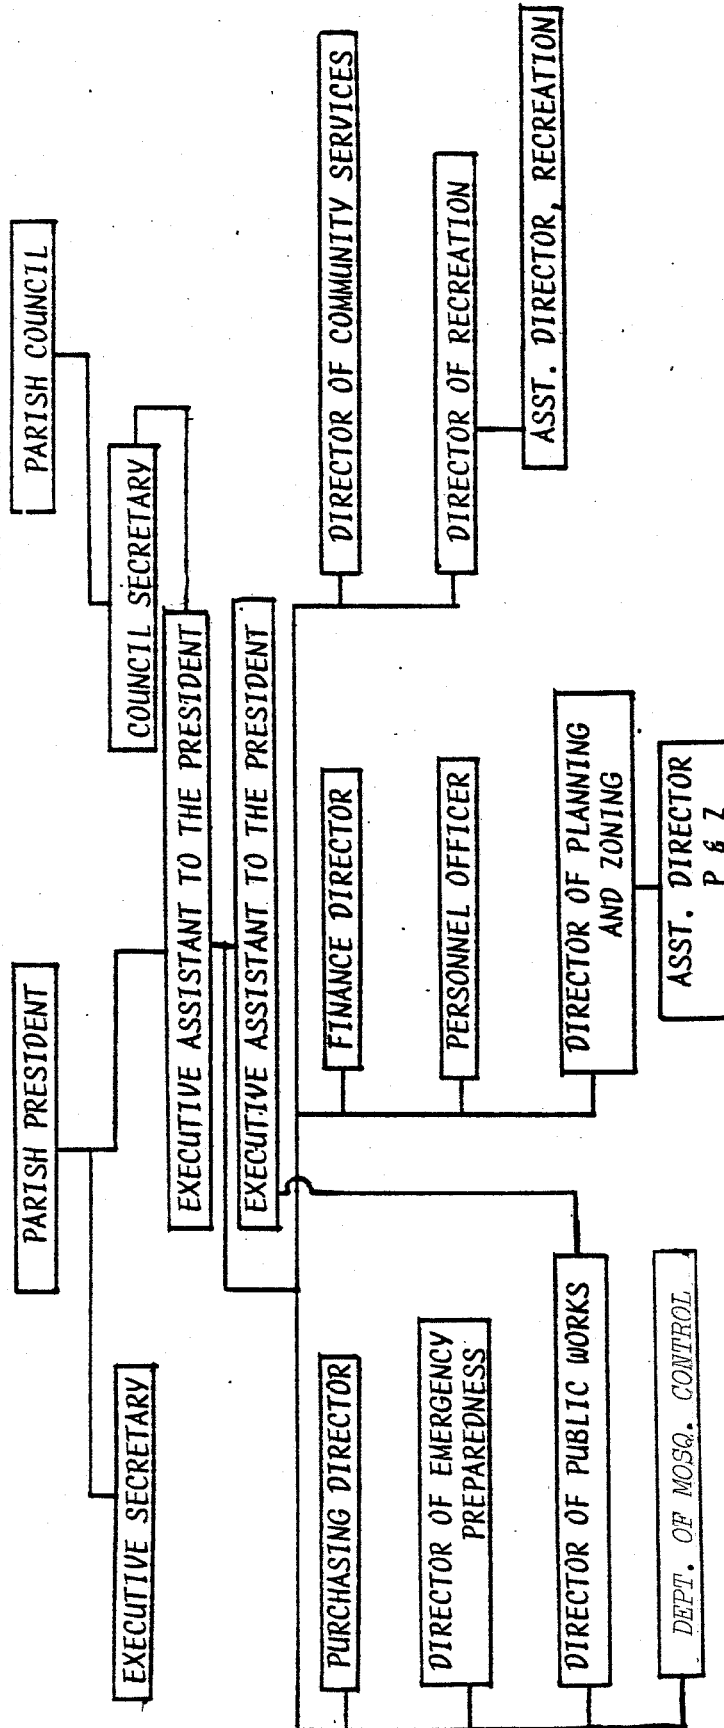 PARISH PRESIDENT
PARISH COUNCIL
EXECUTIVE SECRETARY
COUNCIL SECRETARY
EXECUTIVE ASSISTANT TO THE PRESIDENT
EXECUTIVE ASSISTANT TO THE PRESIDENT
PURCHASING DIRECTOR
DIRECTOR OF EMERGENCY
PREPAREDNESS
DIRECTOR OF PUBLIC WORKS
DEPT. OF MOSQ. CONTROL
FINANCE DIRECTOR
PERSONNEL OFFICER
DIRECTOR OF PLANNING
AND ZONING
ASST. DIRECTOR
P & Z
DIRECTOR OF COMMUNITY SERVICES
DIRECTOR OF RECREATION
ASST. DIRECTOR, RECREATION